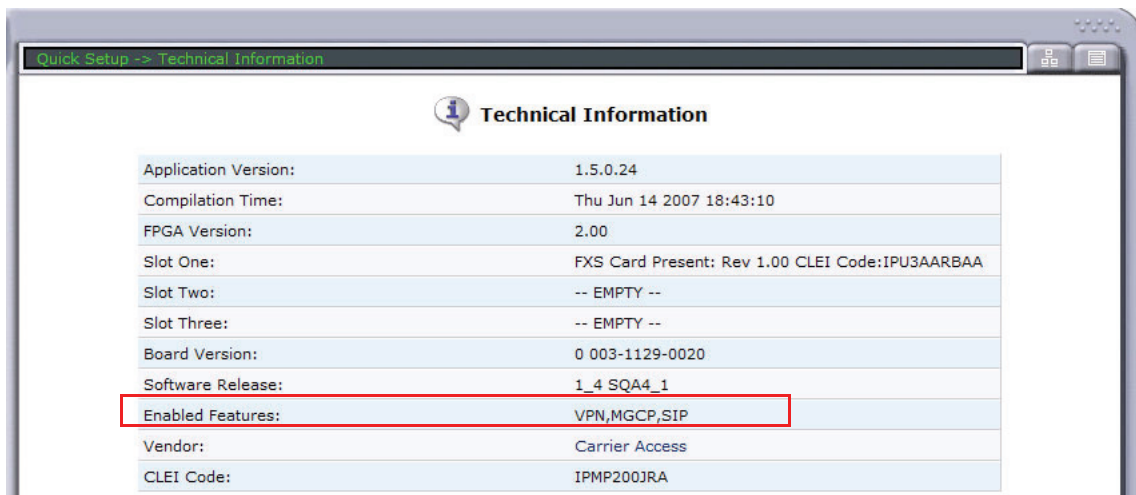 Quick Setup -> Technical Information
Technical Information
Application Version: 1.5.0.24
Compilation Time: Thu Jun 14 2007 18:43:10
FPGA Version: 2.00
Slot One: FXS Card Present: Rev 1.00 CLEI Code:IPU3AARBAA
Slot Two: -- EMPTY --
Slot Three: -- EMPTY --
Board Version: 0 003-1129-0020
Software Release: 1_4 SQA4_1
Enabled Features: VPN,MGCP,SIP
Vendor: Carrier Access
CLEI Code: IPMP200JRA